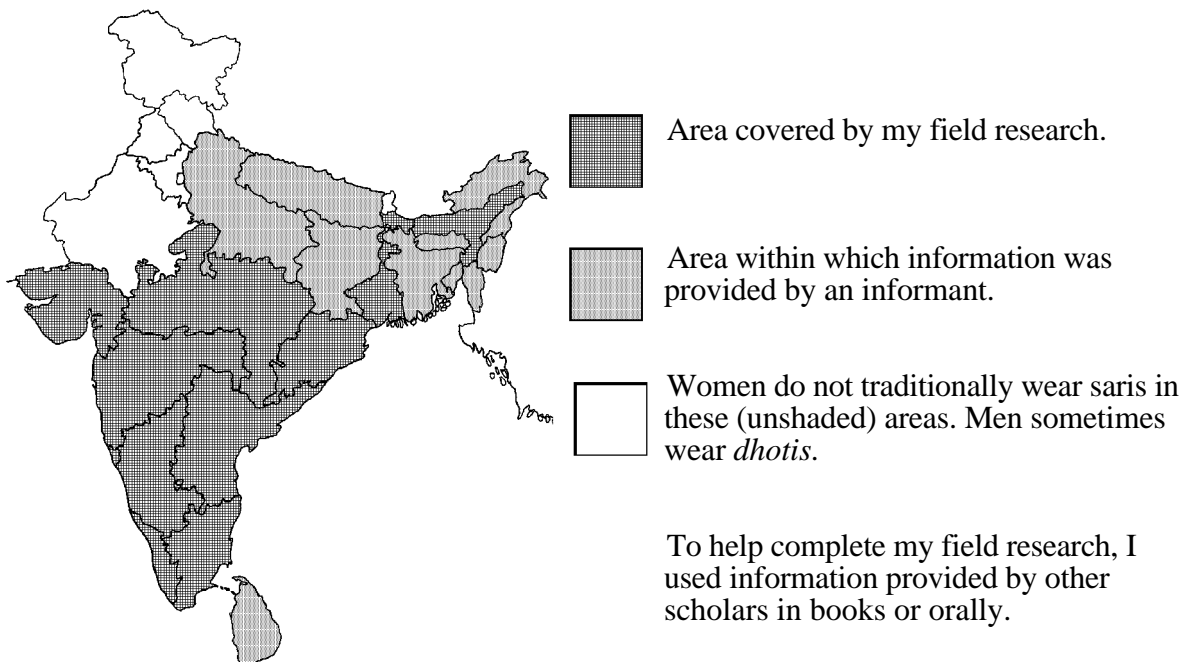 Area covered by my field research.
Area within which information was
provided by an informant.
Women do not traditionally wear saris in
these (unshaded) areas. Men sometimes
wear dhotis.
To help complete my field research, I
used information provided by other
scholars in books or orally.